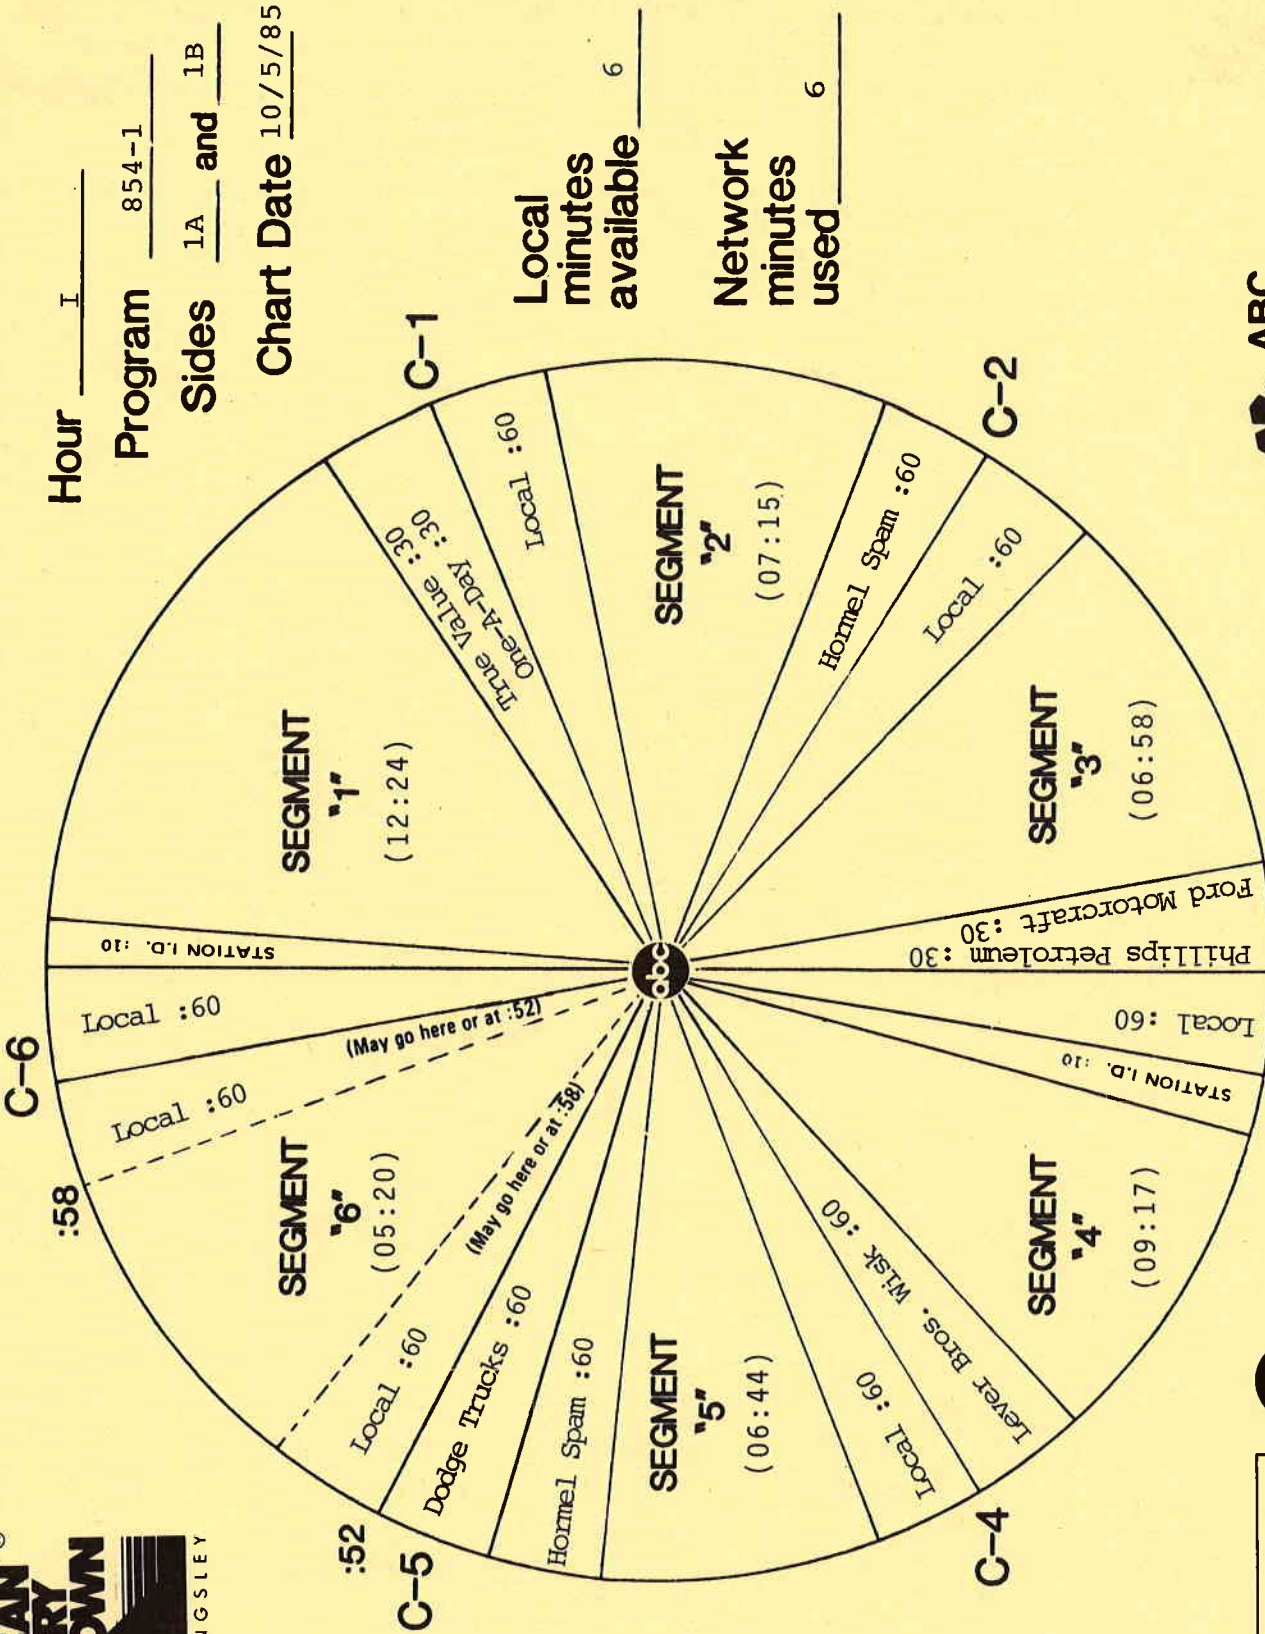 Hour I
Program 854-1
Sides 1A and 1B
Chart Date 10/5/85
C-1
Local
minutes
available 6
Network
minutes
used 6
ABC
SEGMENT
"1"
(12:24)
True Value :30
One-A-Day :30
Local :60
SEGMENT
"2"
(07:15)
Hormel Spam :60
C-2
Local :60
SEGMENT
"3"
(06:58)
Ford Motorcraft :30
Phillips Petroleum :30
Local :60
STATION I.D. :10
SEGMENT
"4"
(09:17)
Lever Bros. Wisk :60
C-4
Local :60
SEGMENT
"5"
(06:44)
Hormel Spam :60
C-5
Dodge Trucks :60
:52
Local :60
(May go here or at :58)
SEGMENT
"6"
(05:20)
:58
(May go here or at :52)
Local :60
C-6
Local :60
STATION I.D. :10
abc